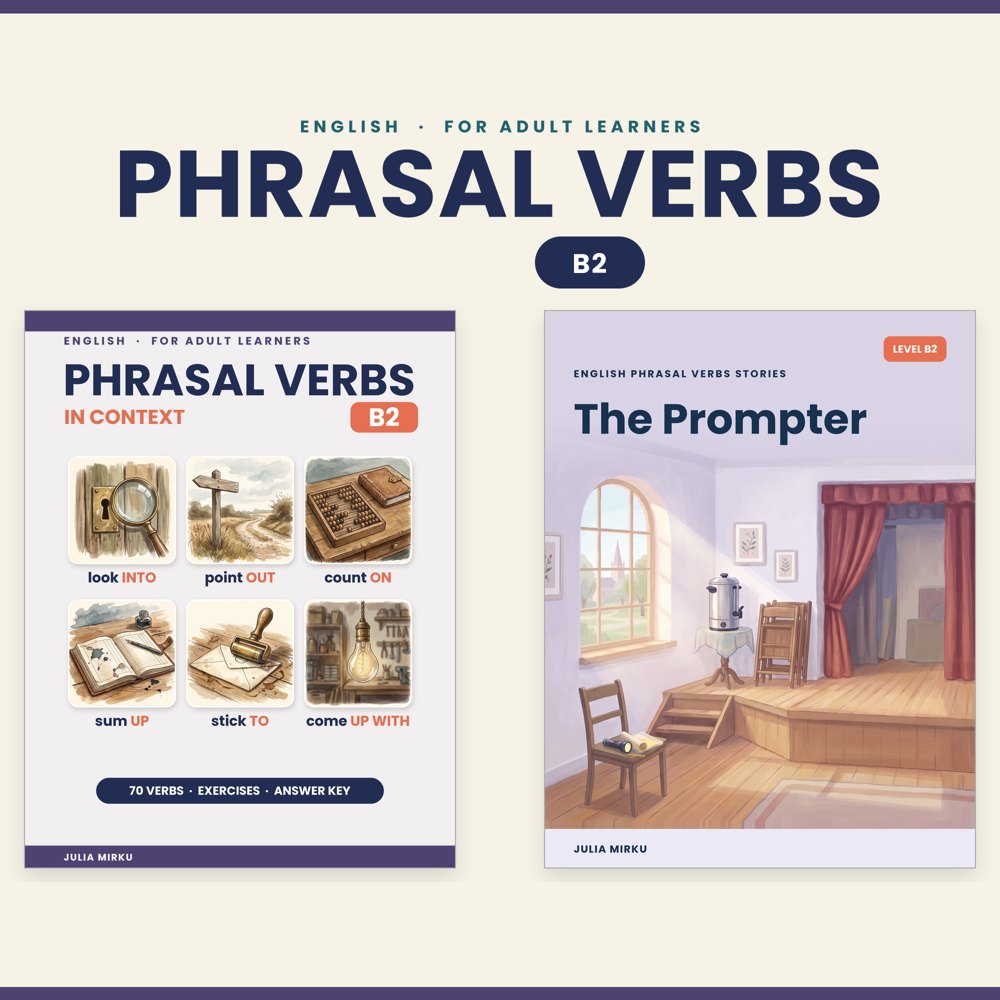 ENGLISH · FOR ADULT LEARNERS
PHRASAL VERBS
B2
ENGLISH · FOR ADULT LEARNERS
PHRASAL VERBS
IN CONTEXT
B2
look INTO
point OUT
count ON
sum UP
stick TO
come UP WITH
70 VERBS · EXERCISES · ANSWER KEY
JULIA MIRKU
LEVEL B2
ENGLISH PHRASAL VERBS STORIES
The Prompter
JULIA MIRKU